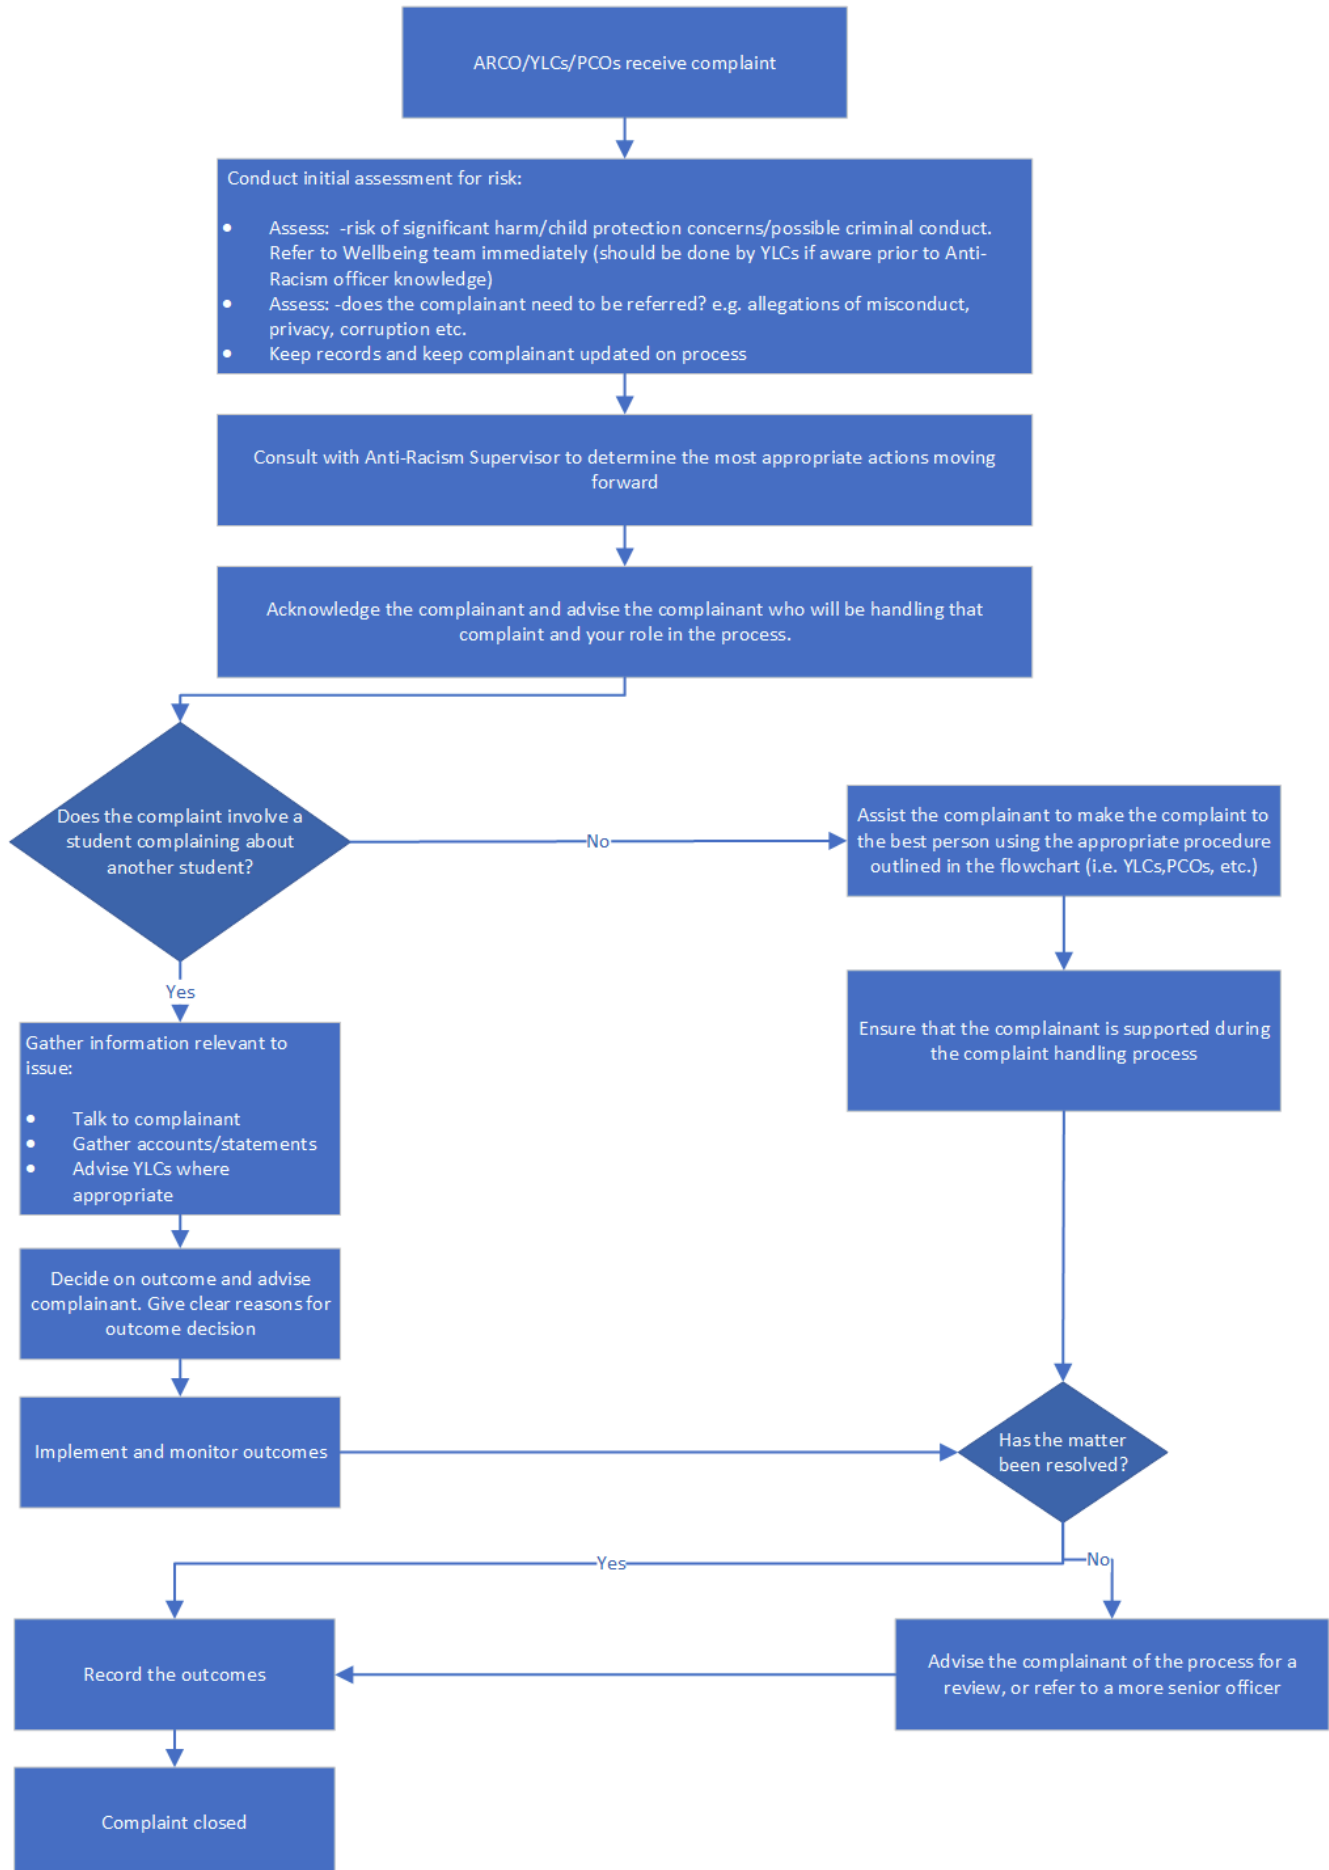 ARCO/YLCs/PCOs receive complaint
Conduct initial assessment for risk:
• Assess: -risk of significant harm/child protection concerns/possible criminal conduct.
Refer to Wellbeing team immediately (should be done by YLCs if aware prior to Anti-
Racism officer knowledge)
• Assess: -does the complainant need to be referred? e.g. allegations of misconduct,
privacy, corruption etc.
• Keep records and keep complainant updated on process
Consult with Anti-Racism Supervisor to determine the most appropriate actions moving
forward
Acknowledge the complainant and advise the complainant who will be handling that
complaint and your role in the process.
Does the complaint involve a
student complaining about
another student?
No
Assist the complainant to make the complaint to
the best person using the appropriate procedure
outlined in the flowchart (i.e. YLCs,PCOs, etc.)
Yes
Ensure that the complainant is supported during
the complaint handling process
Gather information relevant to
issue:
• Talk to complainant
• Gather accounts/statements
• Advise YLCs where
appropriate
Decide on outcome and advise
complainant. Give clear reasons for
outcome decision
Implement and monitor outcomes
Has the matter
been resolved?
Yes
No
Record the outcomes
Advise the complainant of the process for a
review, or refer to a more senior officer
Complaint closed